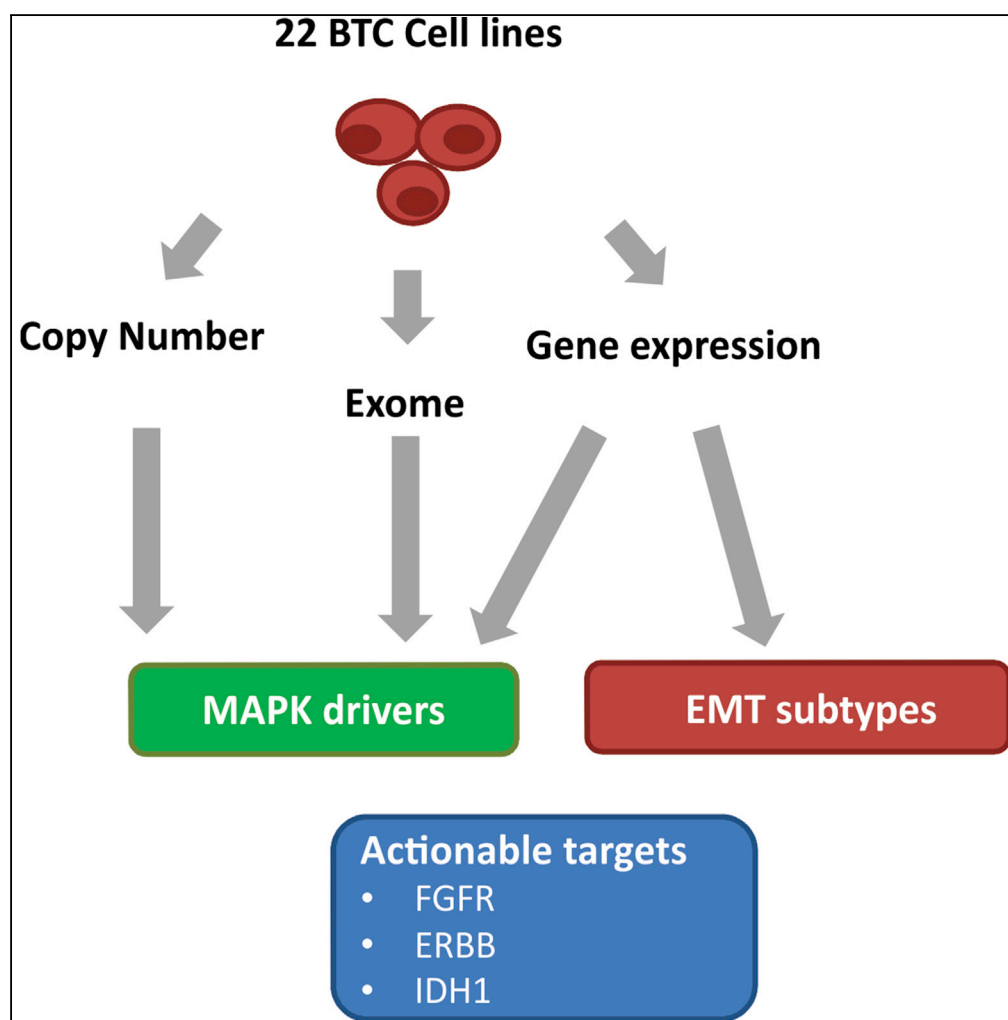 22 BTC Cell lines
Copy Number
Exome
Gene expression
MAPK drivers
EMT subtypes
Actionable targets
• FGFR
• ERBB
• IDH1